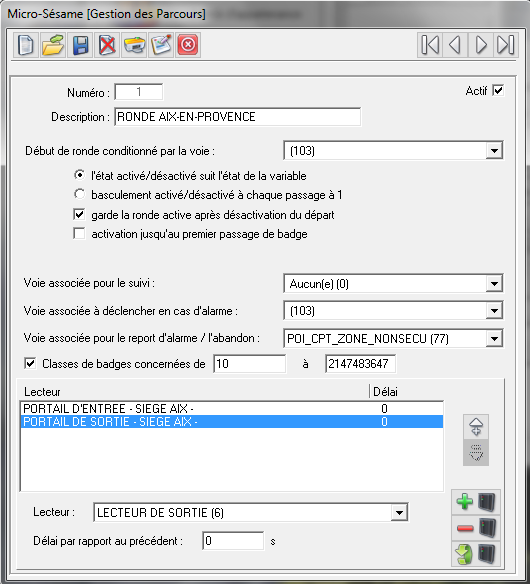 Micro-Sésame [Gestion des Parcours]
Numéro : 1 Actif
Description : RONDE AIX-EN-PROVENCE
Début de ronde conditionné par la voie : (103)
l'état activé/désactivé suit l'état de la variable
basculement activé/désactivé à chaque passage à 1
garde la ronde active après désactivation du départ
activation jusqu'au premier passage de badge
Voie associée pour le suivi : Aucun(e) (0)
Voie associée à déclencher en cas d'alarme : (103)
Voie associée pour le report d'alarme / l'abandon : POI_CPT_ZONE_NONSECU (77)
Classes de badges concernées de 10 à 2147483647
Lecteur Délai
PORTAIL D'ENTREE - SIEGE AIX - 0
PORTAIL DE SORTIE - SIEGE AIX - 0
Lecteur : LECTEUR DE SORTIE (6)
Délai par rapport au précédent : 0 s